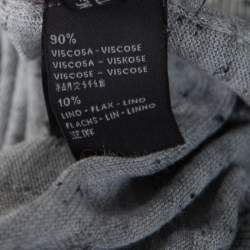 90%
VISCOSA - VISCOSE
VISCOSA - VISKOSE
VISCOSE - VISCOSE
10%
LINO - FLAX - LINO
FLACHS - LIN - LINHO